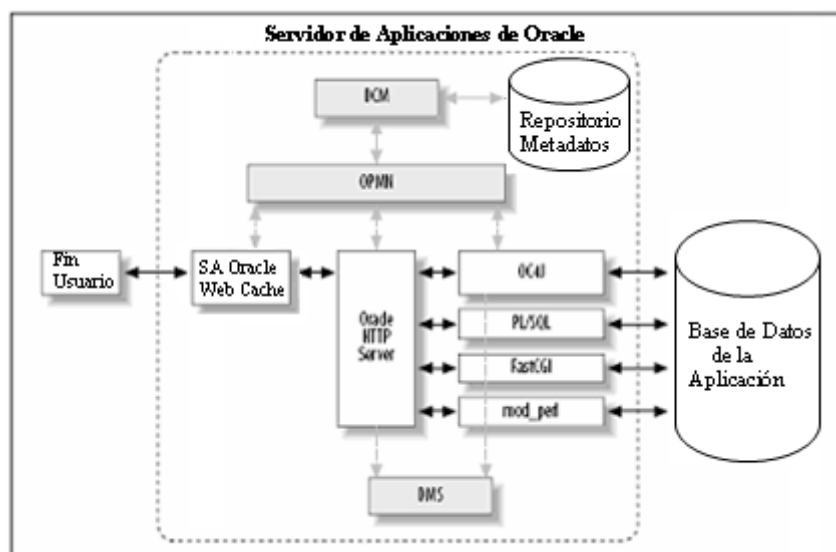 Servidor de Aplicaciones de Oracle
DCM
Repositorio
Metadatos
OPMN
Fin
Usuario
S.A Oracle
Web Cache
Oracle
HTTP
Server
OC4J
PL/SQL
FastCGI
mod_perl
Base de Datos
de la
Aplicación
DMS